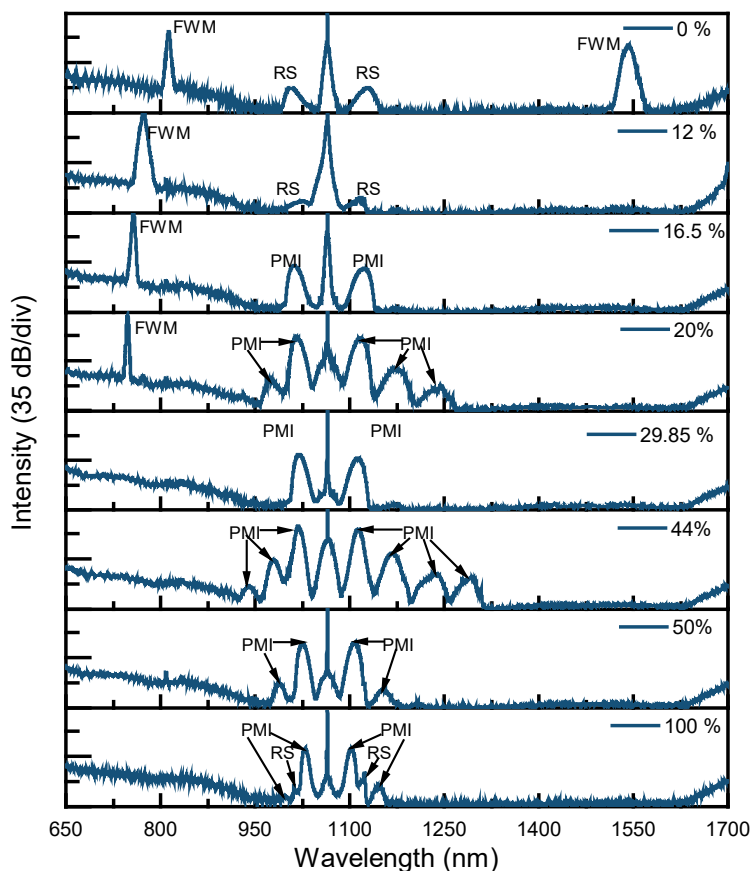 FWM
RS
RS
FWM
0 %
FWM
RS
RS
12 %
FWM
PMI
PMI
16.5 %
FWM
PMI
PMI
20%
PMI
PMI
29.85 %
PMI
PMI
44%
PMI
PMI
50%
PMI
RS
PMI
RS
100 %
650 800 950 1100 1250 1400 1550 1700
Wavelength (nm)
Intensity (35 dB/div)